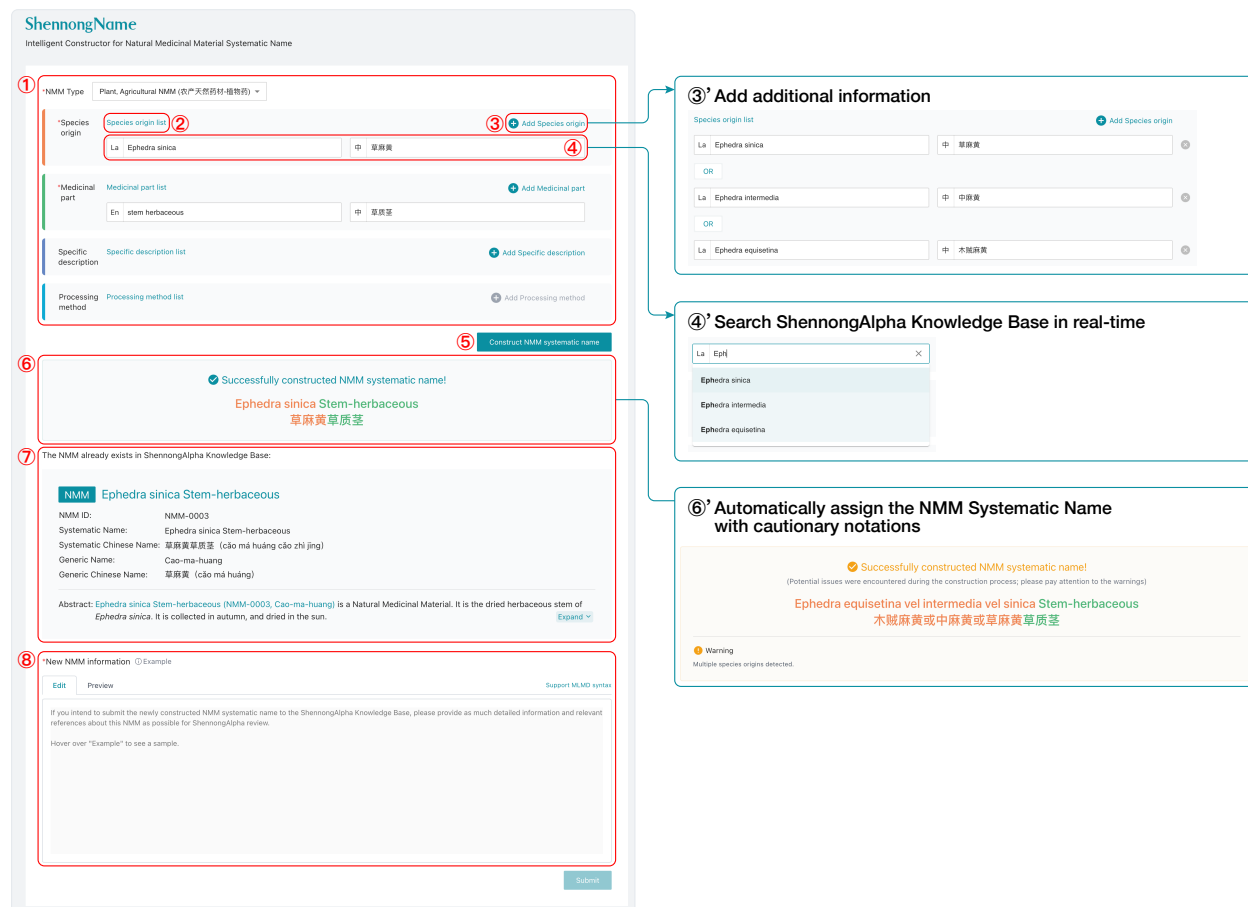 ShennongName
Intelligent Constructor for Natural Medicinal Material Systematic Name
①
*NMM Type Plant, Agricultural NMM (农产天然药材-植物药)
*Species origin
Species origin list ②
③ Add Species origin
La Ephedra sinica 中 草麻黄 ④
*Medicinal part
Medicinal part list
Add Medicinal part
En stem herbaceous 中 草质茎
Specific description
Specific description list
Add Specific description
Processing method
Processing method list
Add Processing method
⑤ Construct NMM systematic name
⑥
Successfully constructed NMM systematic name!
Ephedra sinica Stem-herbaceous
草麻黄草质茎
⑦
The NMM already exists in ShennongAlpha Knowledge Base:
NMM Ephedra sinica Stem-herbaceous
NMM ID: NMM-0003
Systematic Name: Ephedra sinica Stem-herbaceous
Systematic Chinese Name: 草麻黄草质茎（cǎo má huáng cǎo zhì jīng）
Generic Name: Cao-ma-huang
Generic Chinese Name: 草麻黄（cǎo má huáng）
Abstract: Ephedra sinica Stem-herbaceous (NMM-0003, Cao-ma-huang) is a Natural Medicinal Material. It is the dried herbaceous stem of
Ephedra sinica. It is collected in autumn, and dried in the sun.
Expand
⑧
*New NMM information Example
Edit Preview Support MLMD syntax
If you intend to submit the newly constructed NMM systematic name to the ShennongAlpha Knowledge Base, please provide as much detailed information and relevant
references about this NMM as possible for ShennongAlpha review.
Hover over "Example" to see a sample.
Submit
③’ Add additional information
Species origin list Add Species origin
La Ephedra sinica 中 草麻黄
OR
La Ephedra intermedia 中 中麻黄
OR
La Ephedra equisetina 中 木贼麻黄
④’ Search ShennongAlpha Knowledge Base in real-time
La Eph
Ephedra sinica
Ephedra intermedia
Ephedra equisetina
⑥’ Automatically assign the NMM Systematic Name
with cautionary notations
Successfully constructed NMM systematic name!
(Potential issues were encountered during the construction process; please pay attention to the warnings)
Ephedra equisetina vel intermedia vel sinica Stem-herbaceous
木贼麻黄或中麻黄或草麻黄草质茎
Warning
Multiple species origins detected.